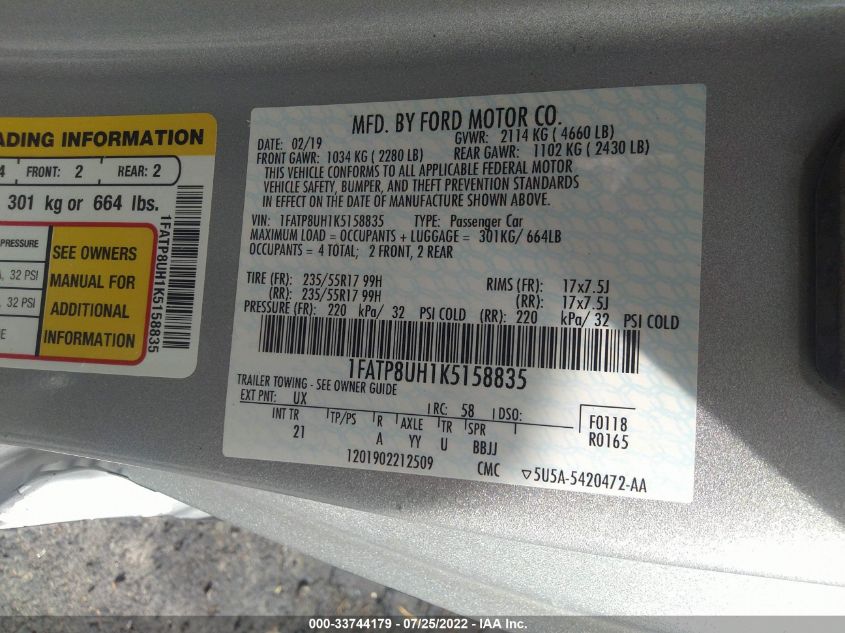 ADING INFORMATION
4 FRONT: 2 REAR: 2
301 kg or 664 lbs.
PRESSURE
32 PSI
32 PSI
SEE OWNERS
MANUAL FOR
ADDITIONAL
INFORMATION
1FATP8UH1K5158835
MFD. BY FORD MOTOR CO.
DATE: 02/19 GVWR: 2114 KG ( 4660 LB)
FRONT GAWR: 1034 KG ( 2280 LB) REAR GAWR: 1102 KG ( 2430 LB)
THIS VEHICLE CONFORMS TO ALL APPLICABLE FEDERAL MOTOR
VEHICLE SAFETY, BUMPER, AND THEFT PREVENTION STANDARDS
IN EFFECT ON THE DATE OF MANUFACTURE SHOWN ABOVE.
VIN: 1FATP8UH1K5158835 TYPE: Passenger Car
MAXIMUM LOAD = OCCUPANTS + LUGGAGE = 301KG/ 664LB
OCCUPANTS = 4 TOTAL; 2 FRONT, 2 REAR
TIRE (FR): 235/55R17 99H RIMS (FR): 17x7.5J
(RR): 235/55R17 99H (RR): 17x7.5J
PRESSURE (FR): 220 kPa/ 32 PSI COLD (RR): 220 kPa/ 32 PSI COLD
1FATP8UH1K5158835
TRAILER TOWING - SEE OWNER GUIDE
EXT PNT: UX RC: 58 DSO:
INT TR TP/PS R AXLE TR SPR
21 A YY U BBJJ
F0118
R0165
1201902212509 CMC ▽5U5A-5420472-AA
000-33744179 - 07/25/2022 - IAA Inc.